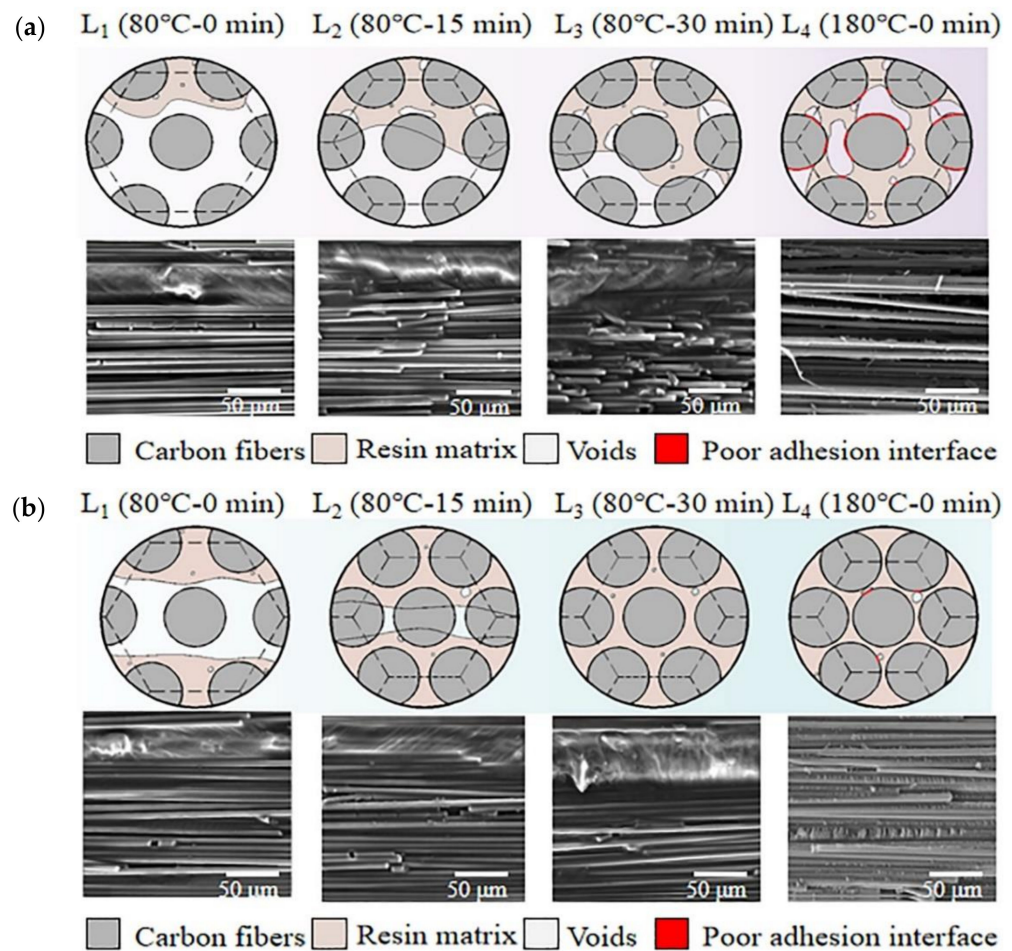 (a) L₁ (80°C-0 min) L₂ (80°C-15 min) L₃ (80°C-30 min) L₄ (180°C-0 min)
50 μm 50 μm 50 μm 50 μm
Carbon fibers Resin matrix Voids Poor adhesion interface
(b) L₁ (80°C-0 min) L₂ (80°C-15 min) L₃ (80°C-30 min) L₄ (180°C-0 min)
50 μm 50 μm 50 μm 50 μm
Carbon fibers Resin matrix Voids Poor adhesion interface